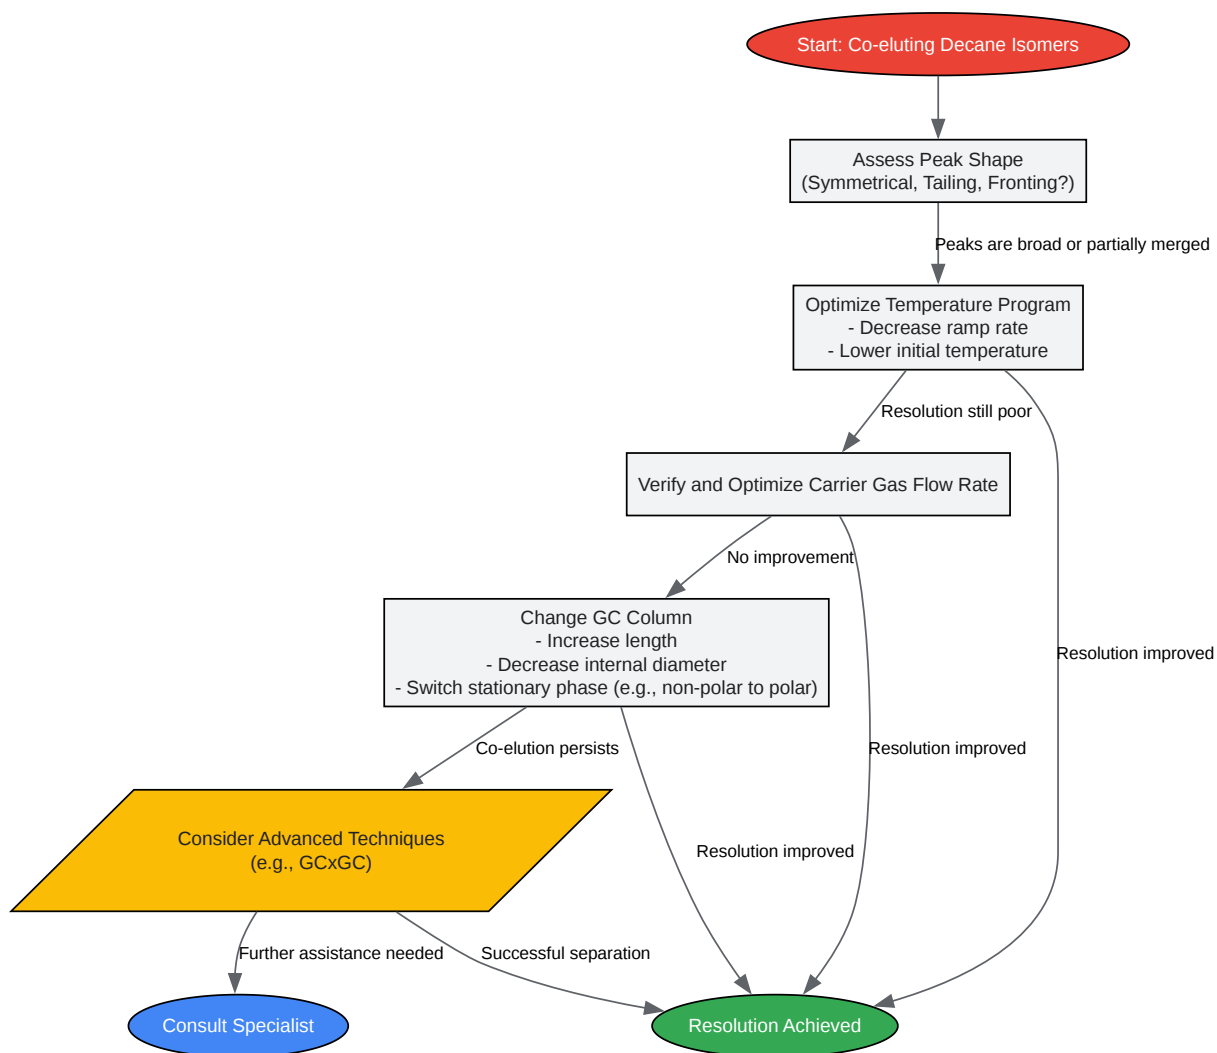 Start: Co-eluting Decane Isomers
Assess Peak Shape
(Symmetrical, Tailing, Fronting?)
Peaks are broad or partially merged
Optimize Temperature Program
- Decrease ramp rate
- Lower initial temperature
Resolution still poor
Verify and Optimize Carrier Gas Flow Rate
No improvement
Change GC Column
- Increase length
- Decrease internal diameter
- Switch stationary phase (e.g., non-polar to polar)
Resolution improved
Co-elution persists
Resolution improved
Consider Advanced Techniques
(e.g., GCxGC)
Resolution improved
Further assistance needed
Successful separation
Consult Specialist
Resolution Achieved